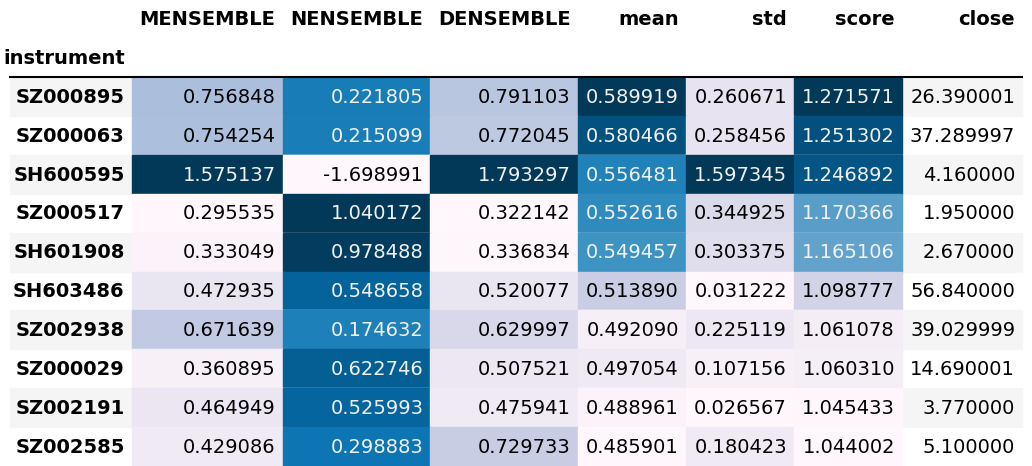 MENSEMBLE NENSEMBLE DENSEMBLE mean std score close
instrument
SZ000895 0.756848 0.221805 0.791103 0.589919 0.260671 1.271571 26.390001
SZ000063 0.754254 0.215099 0.772045 0.580466 0.258456 1.251302 37.289997
SH600595 1.575137 -1.698991 1.793297 0.556481 1.597345 1.246892 4.160000
SZ000517 0.295535 1.040172 0.322142 0.552616 0.344925 1.170366 1.950000
SH601908 0.333049 0.978488 0.336834 0.549457 0.303375 1.165106 2.670000
SH603486 0.472935 0.548658 0.520077 0.513890 0.031222 1.098777 56.840000
SZ002938 0.671639 0.174632 0.629997 0.492090 0.225119 1.061078 39.029999
SZ000029 0.360895 0.622746 0.507521 0.497054 0.107156 1.060310 14.690001
SZ002191 0.464949 0.525993 0.475941 0.488961 0.026567 1.045433 3.770000
SZ002585 0.429086 0.298883 0.729733 0.485901 0.180423 1.044002 5.100000